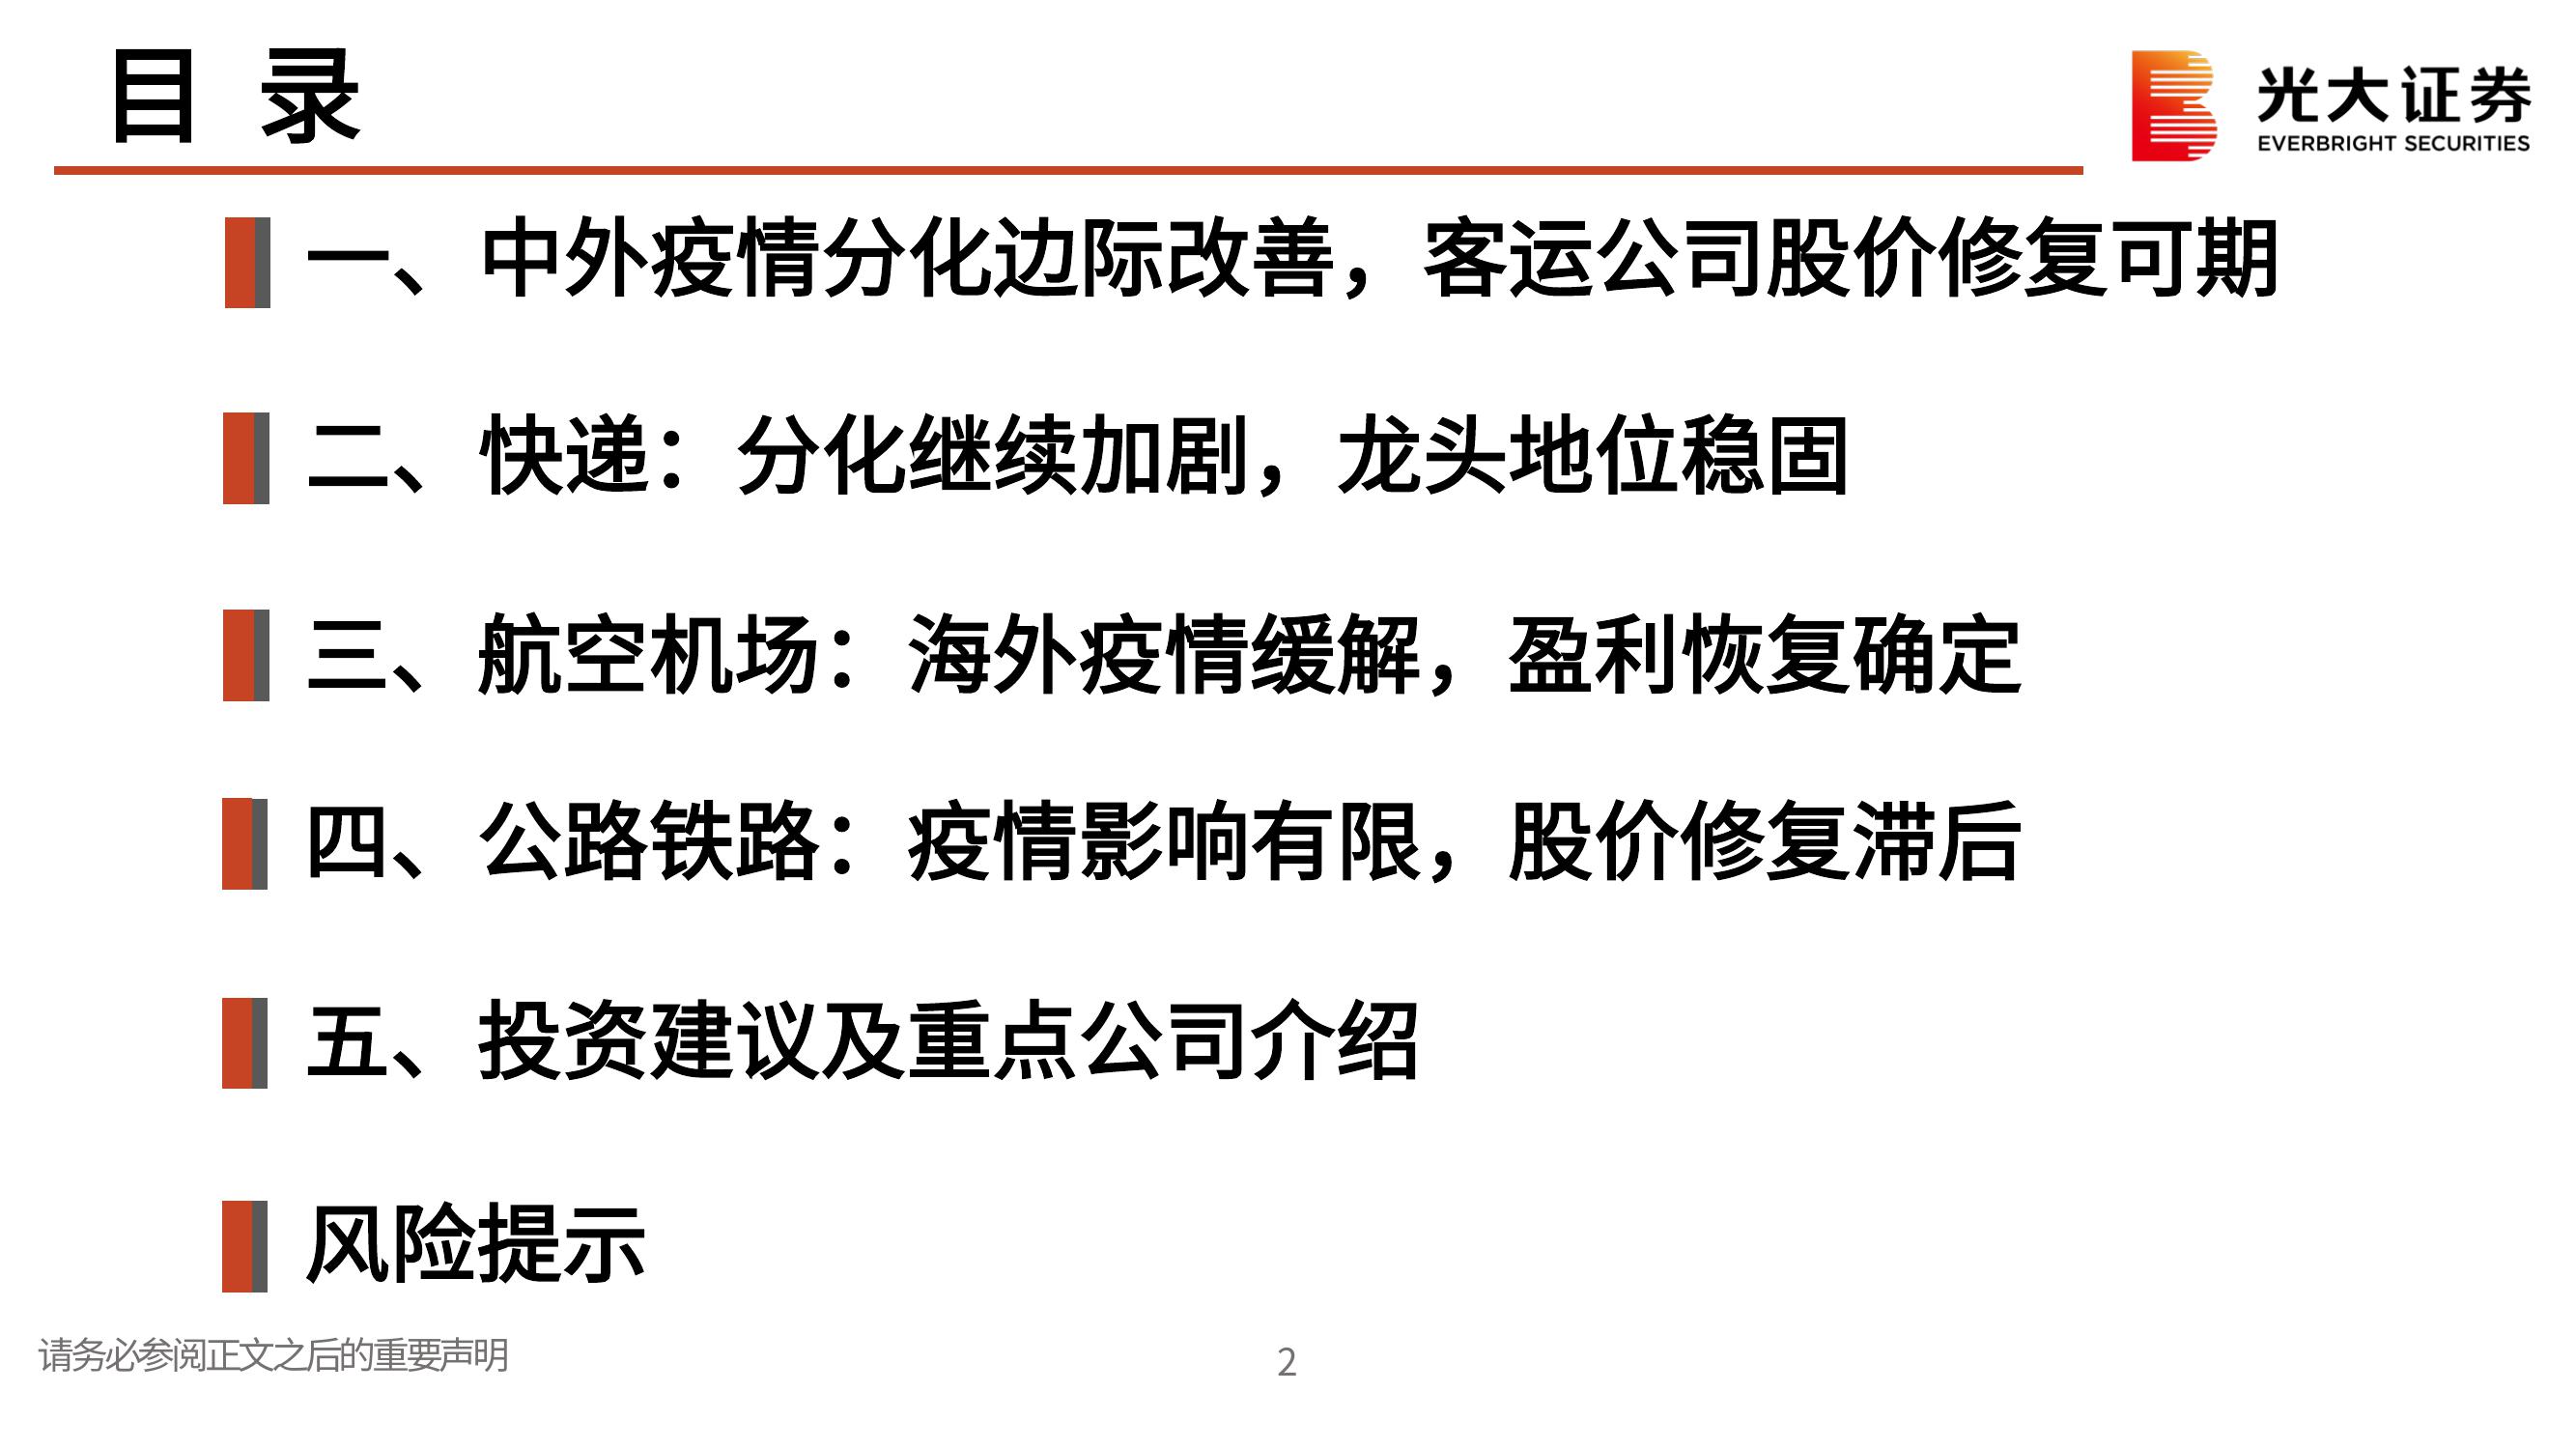 目 录
光大证券
EVERBRIGHT SECURITIES
一、中外疫情分化边际改善，客运公司股价修复可期
二、快递：分化继续加剧，龙头地位稳固
三、航空机场：海外疫情缓解，盈利恢复确定
四、公路铁路：疫情影响有限，股价修复滞后
五、投资建议及重点公司介绍
风险提示
请务必参阅正文之后的重要声明
2